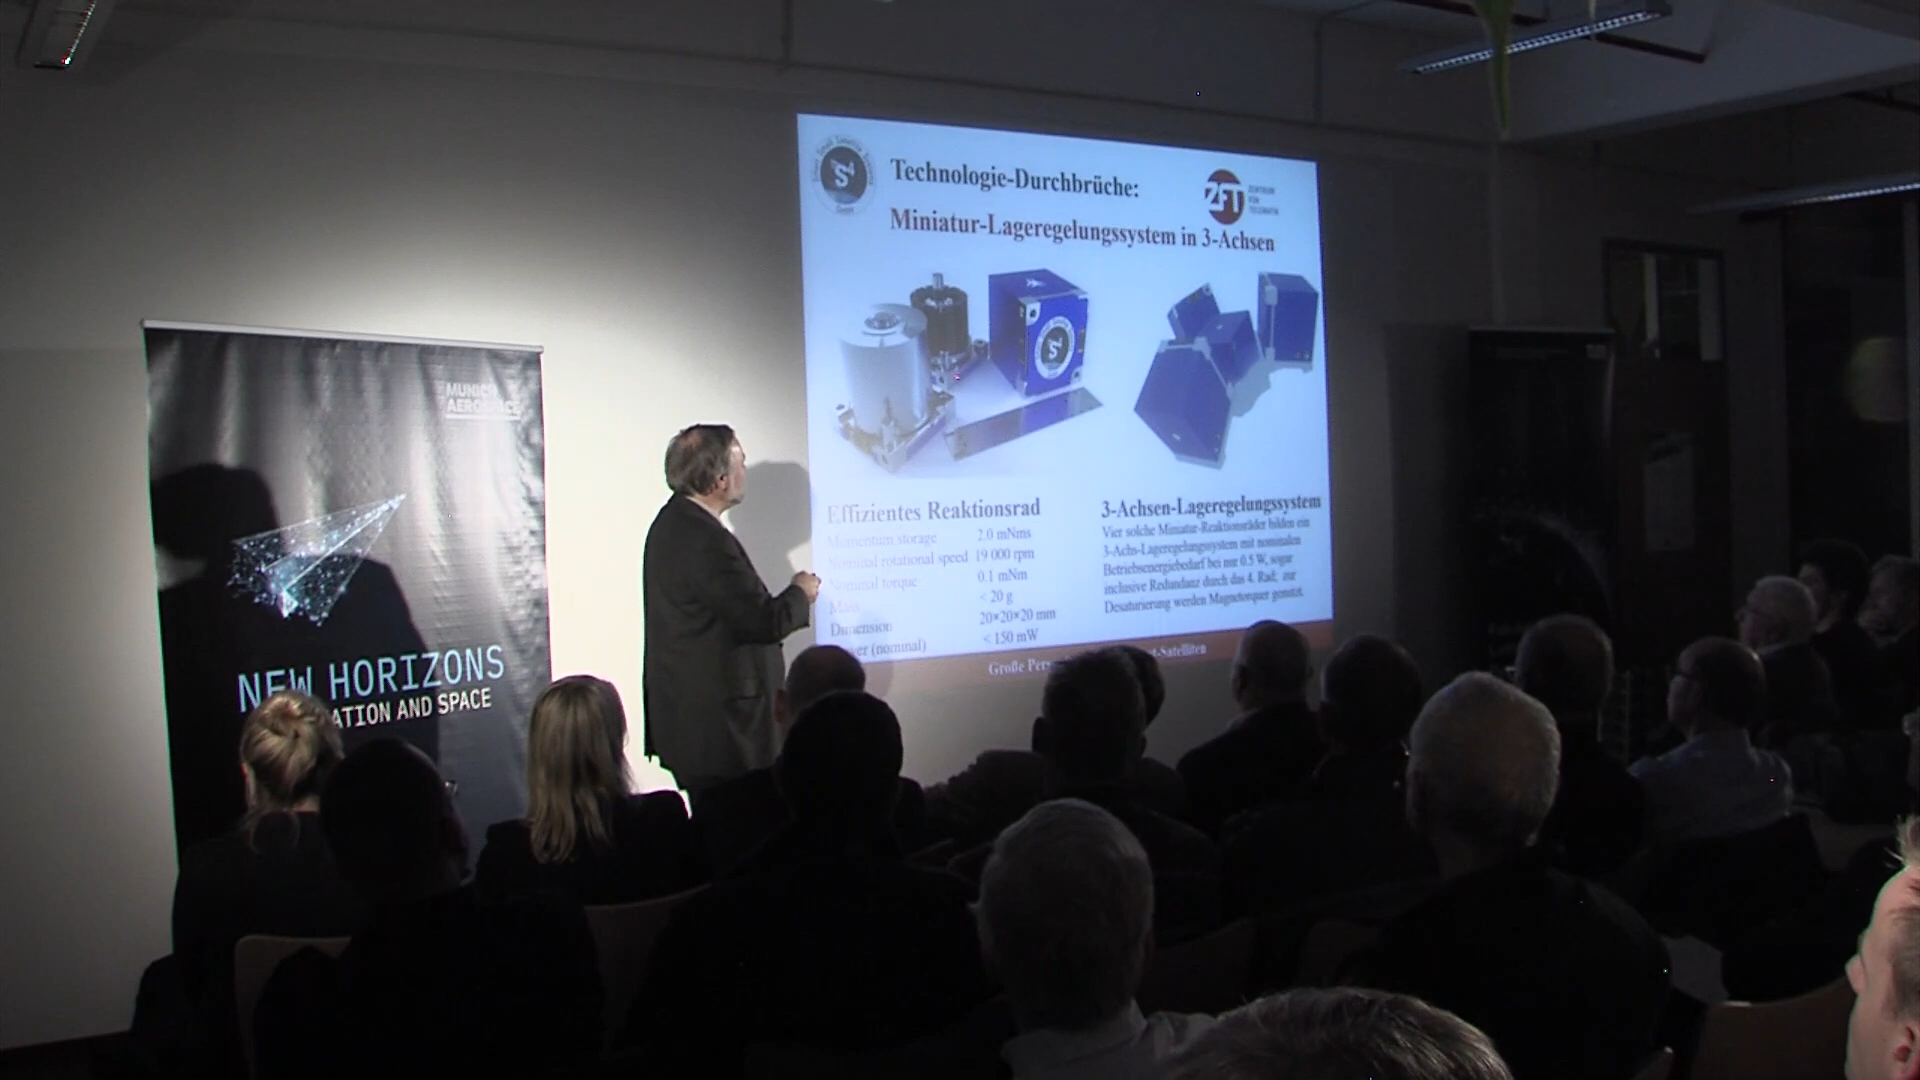 MUNICH
AEROSPACE
NEW HORIZONS
ATION AND SPACE
Technologie-Durchbrüche:
Miniatur-Lageregelungssystem in 3-Achsen
ZFT
ZENTRUM
FÜR
TELEMATIK
S
Effizientes Reaktionsrad
Momentum storage 2.0 mNms
Nominal rotational speed 19 000 rpm
Nominal torque 0.1 mNm
Mass < 20 g
Dimension 20×20×20 mm
wer (nominal) < 150 mW
3-Achsen-Lageregelungssystem
Vier solche Miniatur-Reaktionsräder bilden ein
3-Achs-Lageregelungssystem mit nominalen
Betriebsenergiebedarf bei nur 0.5 W, sogar
inclusive Redundanz durch das 4. Rad; zur
Desaturierung werden Magnetorquer genutzt.
Große t-Satelliten